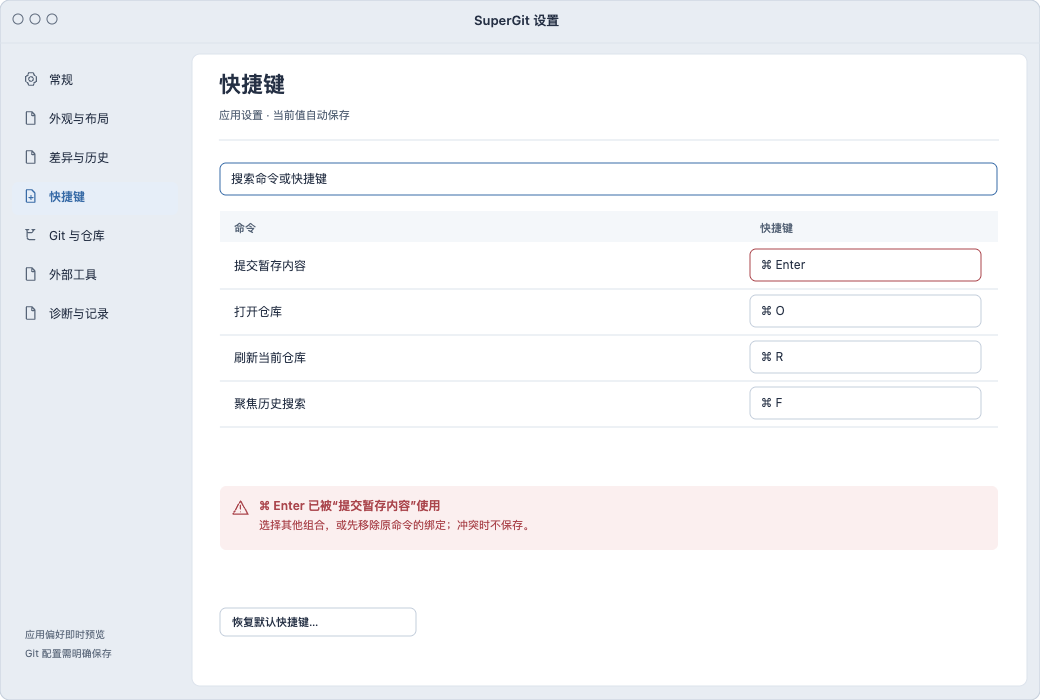 SuperGit 设置
常规
外观与布局
差异与历史
快捷键
Git 与仓库
外部工具
诊断与记录
应用偏好即时预览
Git 配置需明确保存
快捷键
应用设置 · 当前值自动保存
搜索命令或快捷键
命令 快捷键
提交暂存内容 ⌘ Enter
打开仓库 ⌘ O
刷新当前仓库 ⌘ R
聚焦历史搜索 ⌘ F
⌘ Enter 已被“提交暂存内容”使用
选择其他组合，或先移除原命令的绑定；冲突时不保存。
恢复默认快捷键…